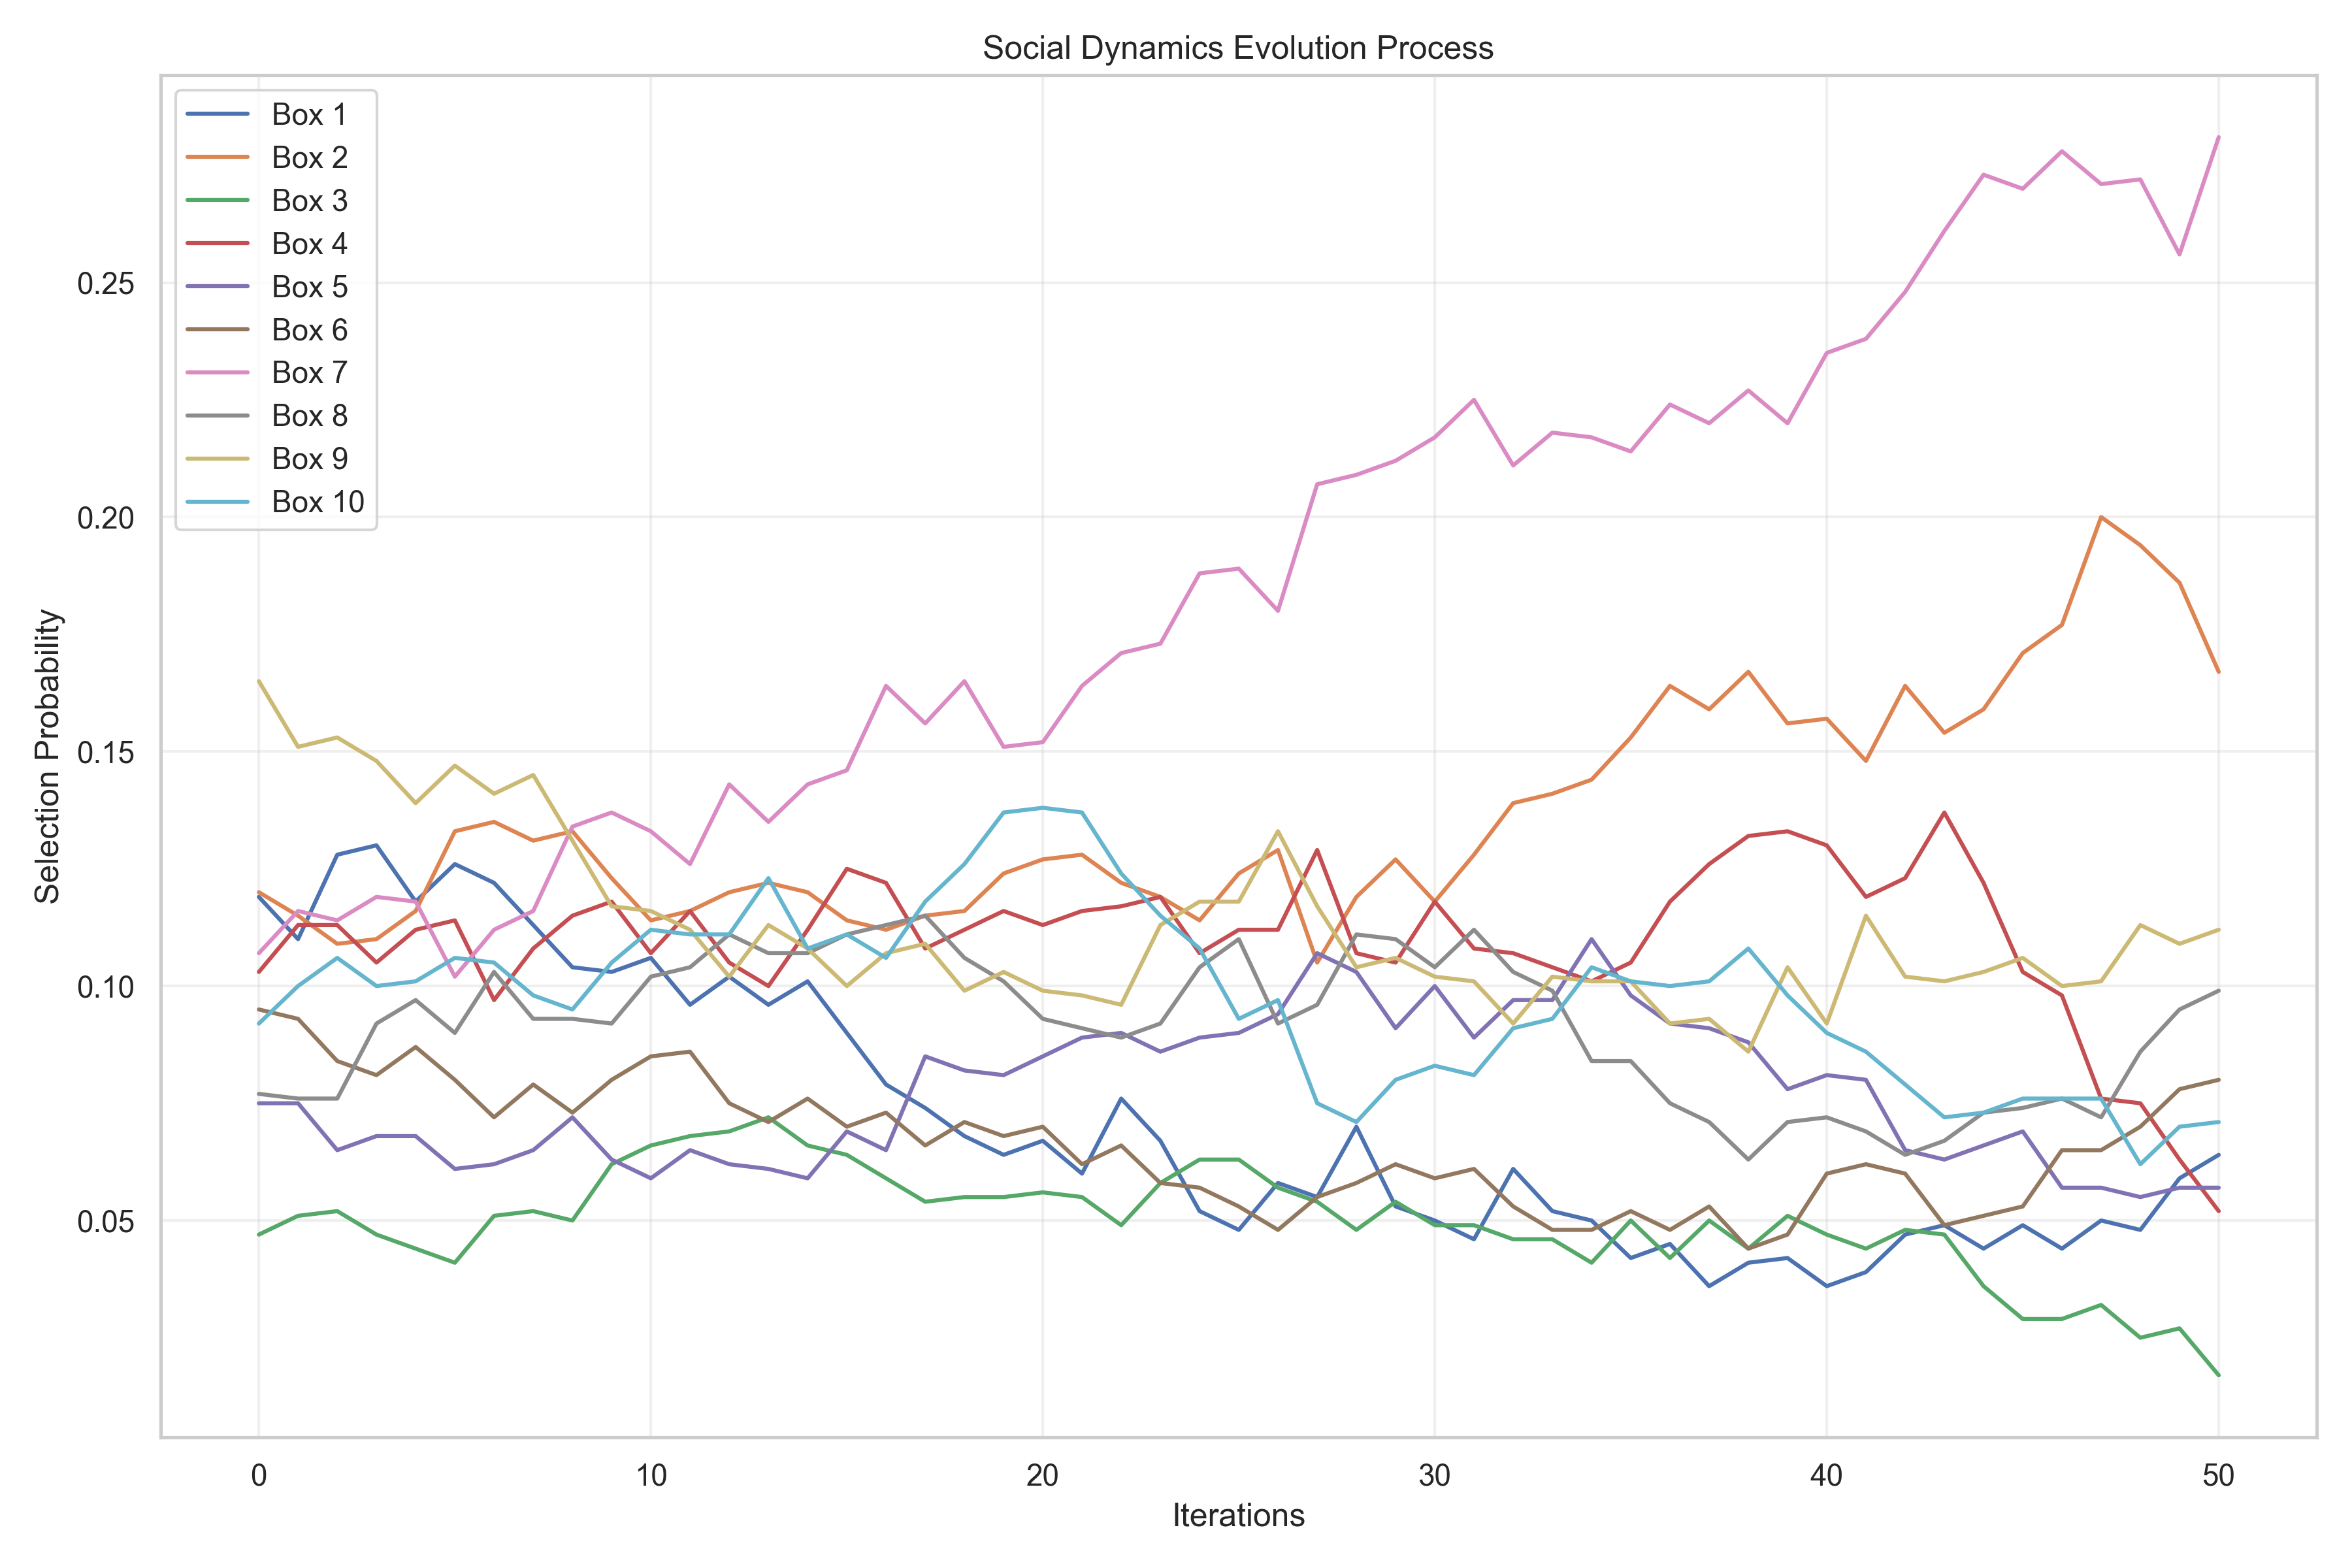 Social Dynamics Evolution Process
Box 1
Box 2
Box 3
Box 4
Box 5
Box 6
Box 7
Box 8
Box 9
Box 10
Selection Probability
0.25
0.20
0.15
0.10
0.05
0 10 20 30 40 50
Iterations